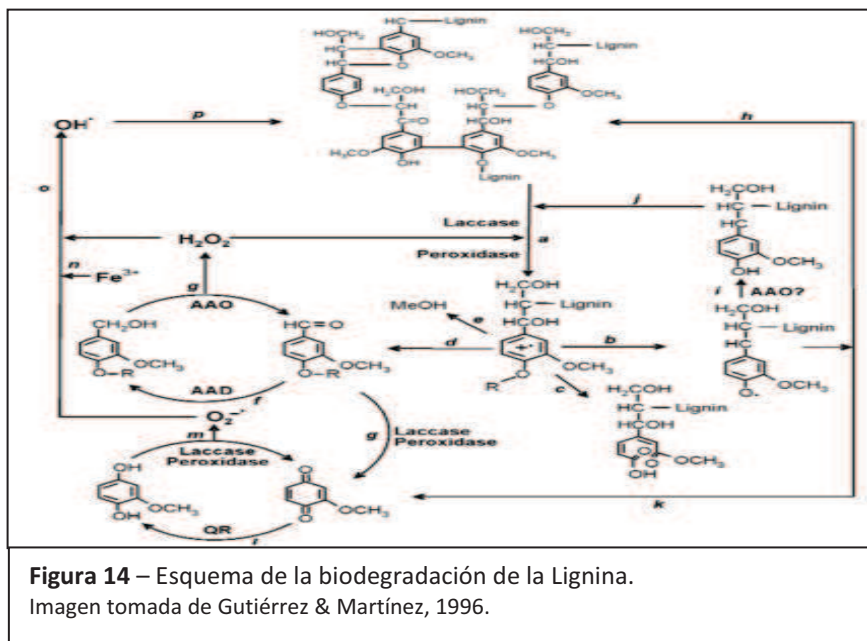 HC—Lignin
HOCH₂
HC
HC
OCH₃
O
HOCH₂
HC—Lignin
HCOH
OCH₃
O
H₂COH
CH
C=O
H₃CO
OH
HOCH₂
CH
HCOH
OCH₃
O
Lignin
OH·
p
h
o
H₂O₂
Laccase
a
Peroxidase
j
H₂COH
HC—Lignin
HC
OCH₃
OH
n
Fe³⁺
g
AAO
CH₂OH
OCH₃
O–R
HC=O
OCH₃
O–R
AAD
f
MeOH
e
d
H₂COH
HC—Lignin
HCOH
OCH₃
R
O
b
c
i
AAO?
H₂COH
HC—Lignin
HC
OCH₃
O·
O₂⁻·
m
Laccase
Peroxidase
g
Laccase
Peroxidase
H₂COH
HC—Lignin
HCOH
O
O
OCH₃
OH
OH
OCH₃
OH
O
OCH₃
O
QR
k
Figura 14 – Esquema de la biodegradación de la Lignina.
Imagen tomada de Gutiérrez & Martínez, 1996.